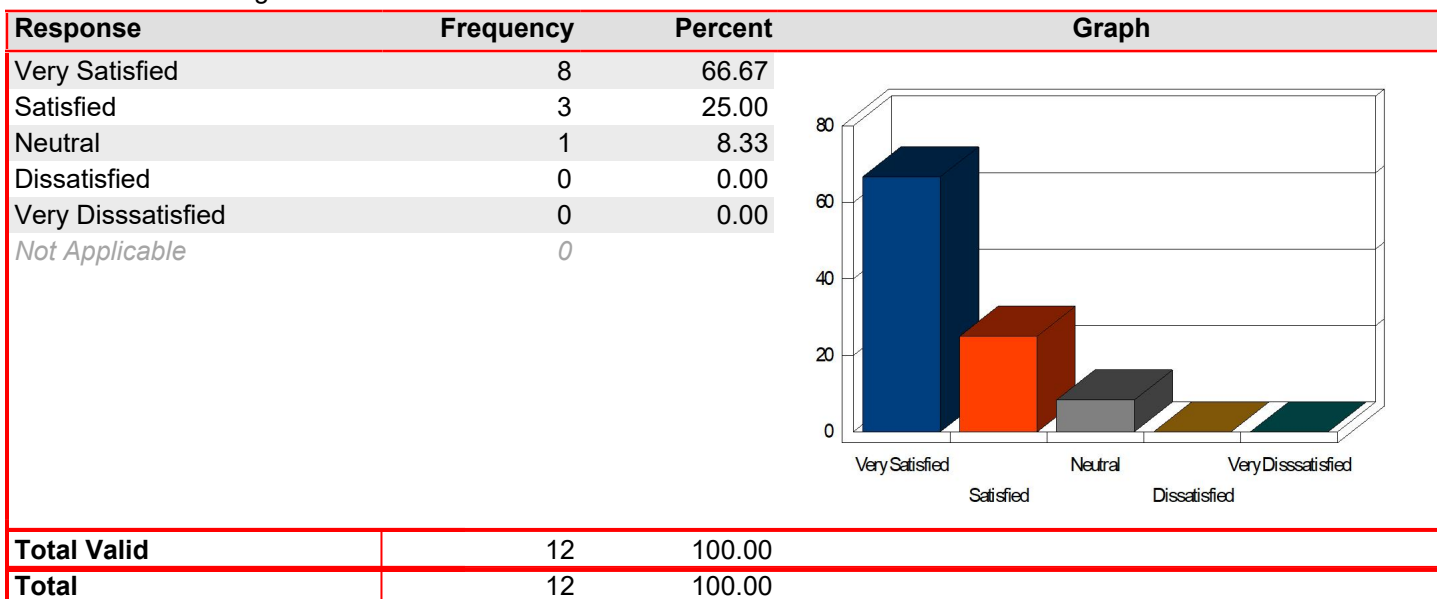 Response Frequency Percent Graph
Very Satisfied 8 66.67
Satisfied 3 25.00
Neutral 1 8.33
Dissatisfied 0 0.00
Very Disssatisfied 0 0.00
Not Applicable 0
80
60
40
20
0
Very Satisfied Neutral Very Disssatisfied
Satisfied Dissatisfied
Total Valid 12 100.00
Total 12 100.00